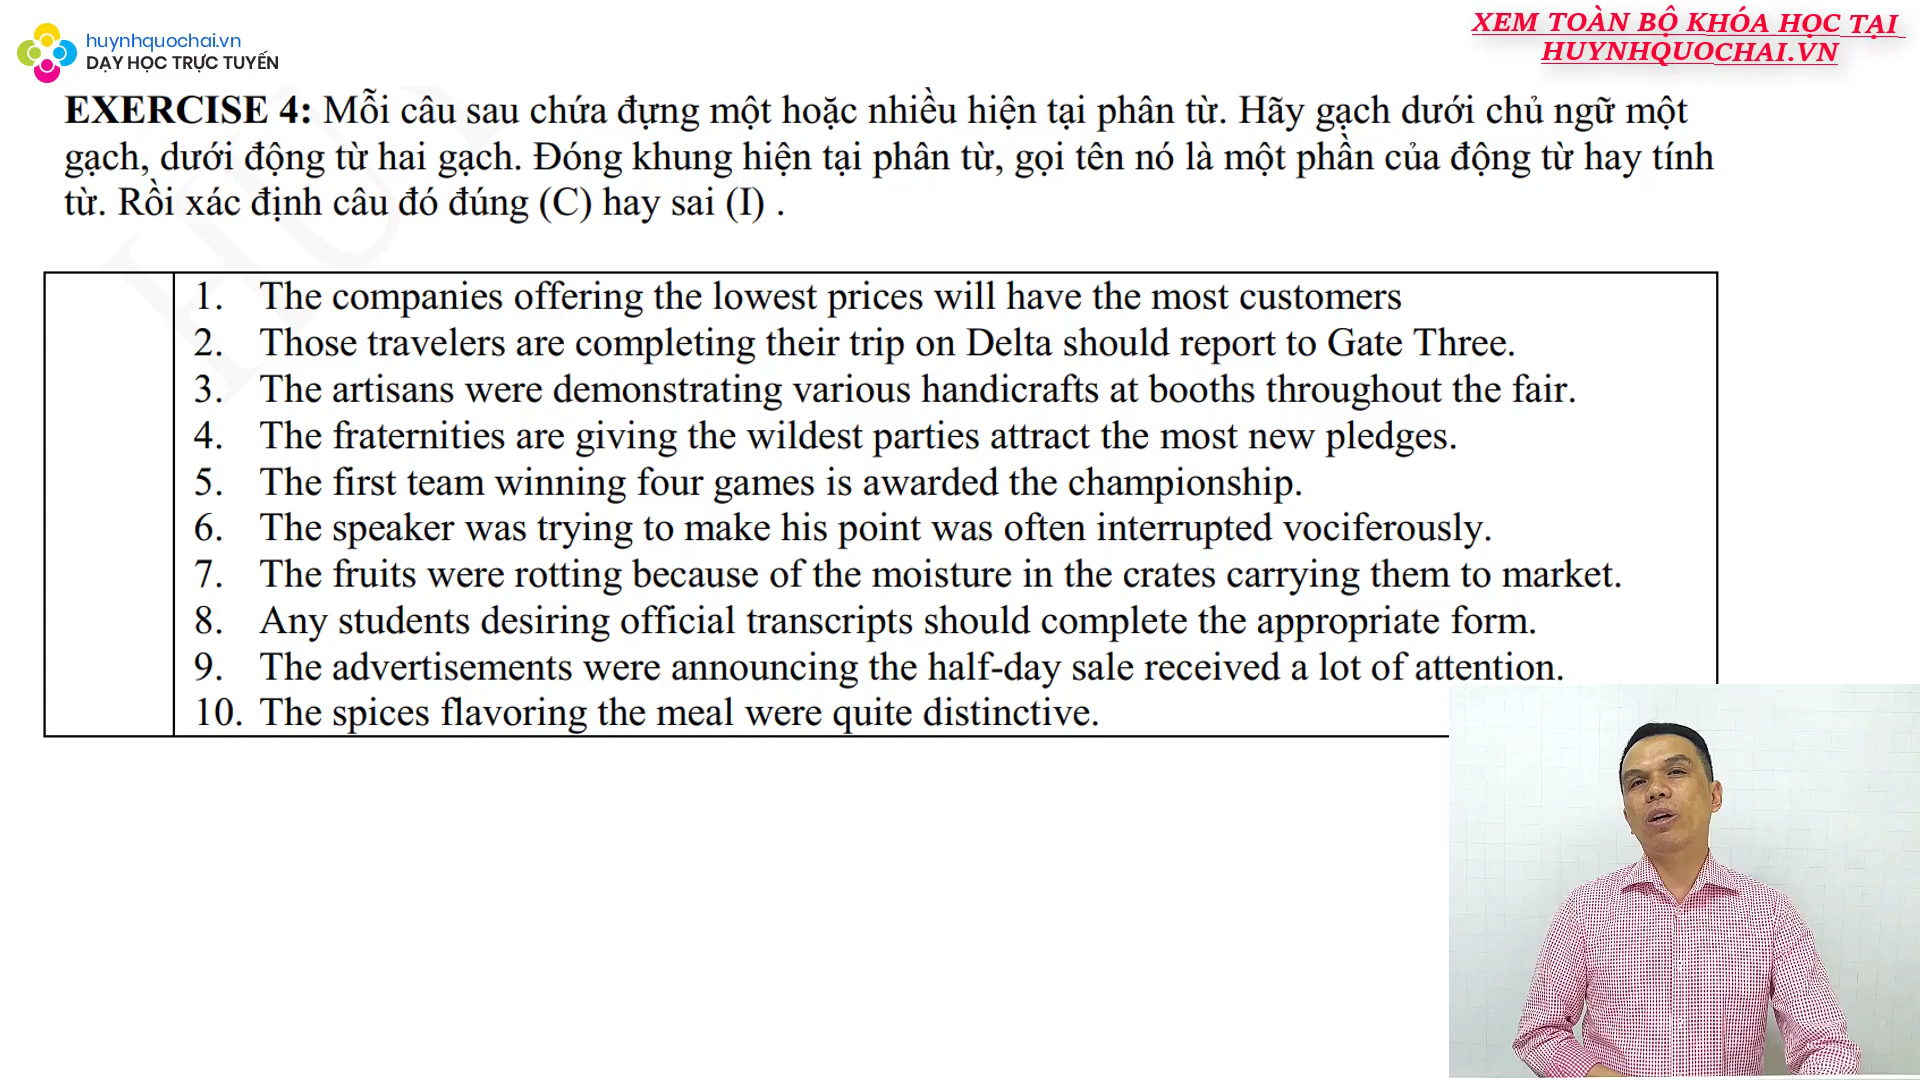 huynhquochai.vn
DẠY HỌC TRỰC TUYẾN
XEM TOÀN BỘ KHÓA HỌC TẠI
HUYNHQUOCHAI.VN
EXERCISE 4: Mỗi câu sau chứa đựng một hoặc nhiều hiện tại phân từ. Hãy gạch dưới chủ ngữ một
gạch, dưới động từ hai gạch. Đóng khung hiện tại phân từ, gọi tên nó là một phần của động từ hay tính
từ. Rồi xác định câu đó đúng (C) hay sai (I) .
1. The companies offering the lowest prices will have the most customers
2. Those travelers are completing their trip on Delta should report to Gate Three.
3. The artisans were demonstrating various handicrafts at booths throughout the fair.
4. The fraternities are giving the wildest parties attract the most new pledges.
5. The first team winning four games is awarded the championship.
6. The speaker was trying to make his point was often interrupted vociferously.
7. The fruits were rotting because of the moisture in the crates carrying them to market.
8. Any students desiring official transcripts should complete the appropriate form.
9. The advertisements were announcing the half-day sale received a lot of attention.
10. The spices flavoring the meal were quite distinctive.